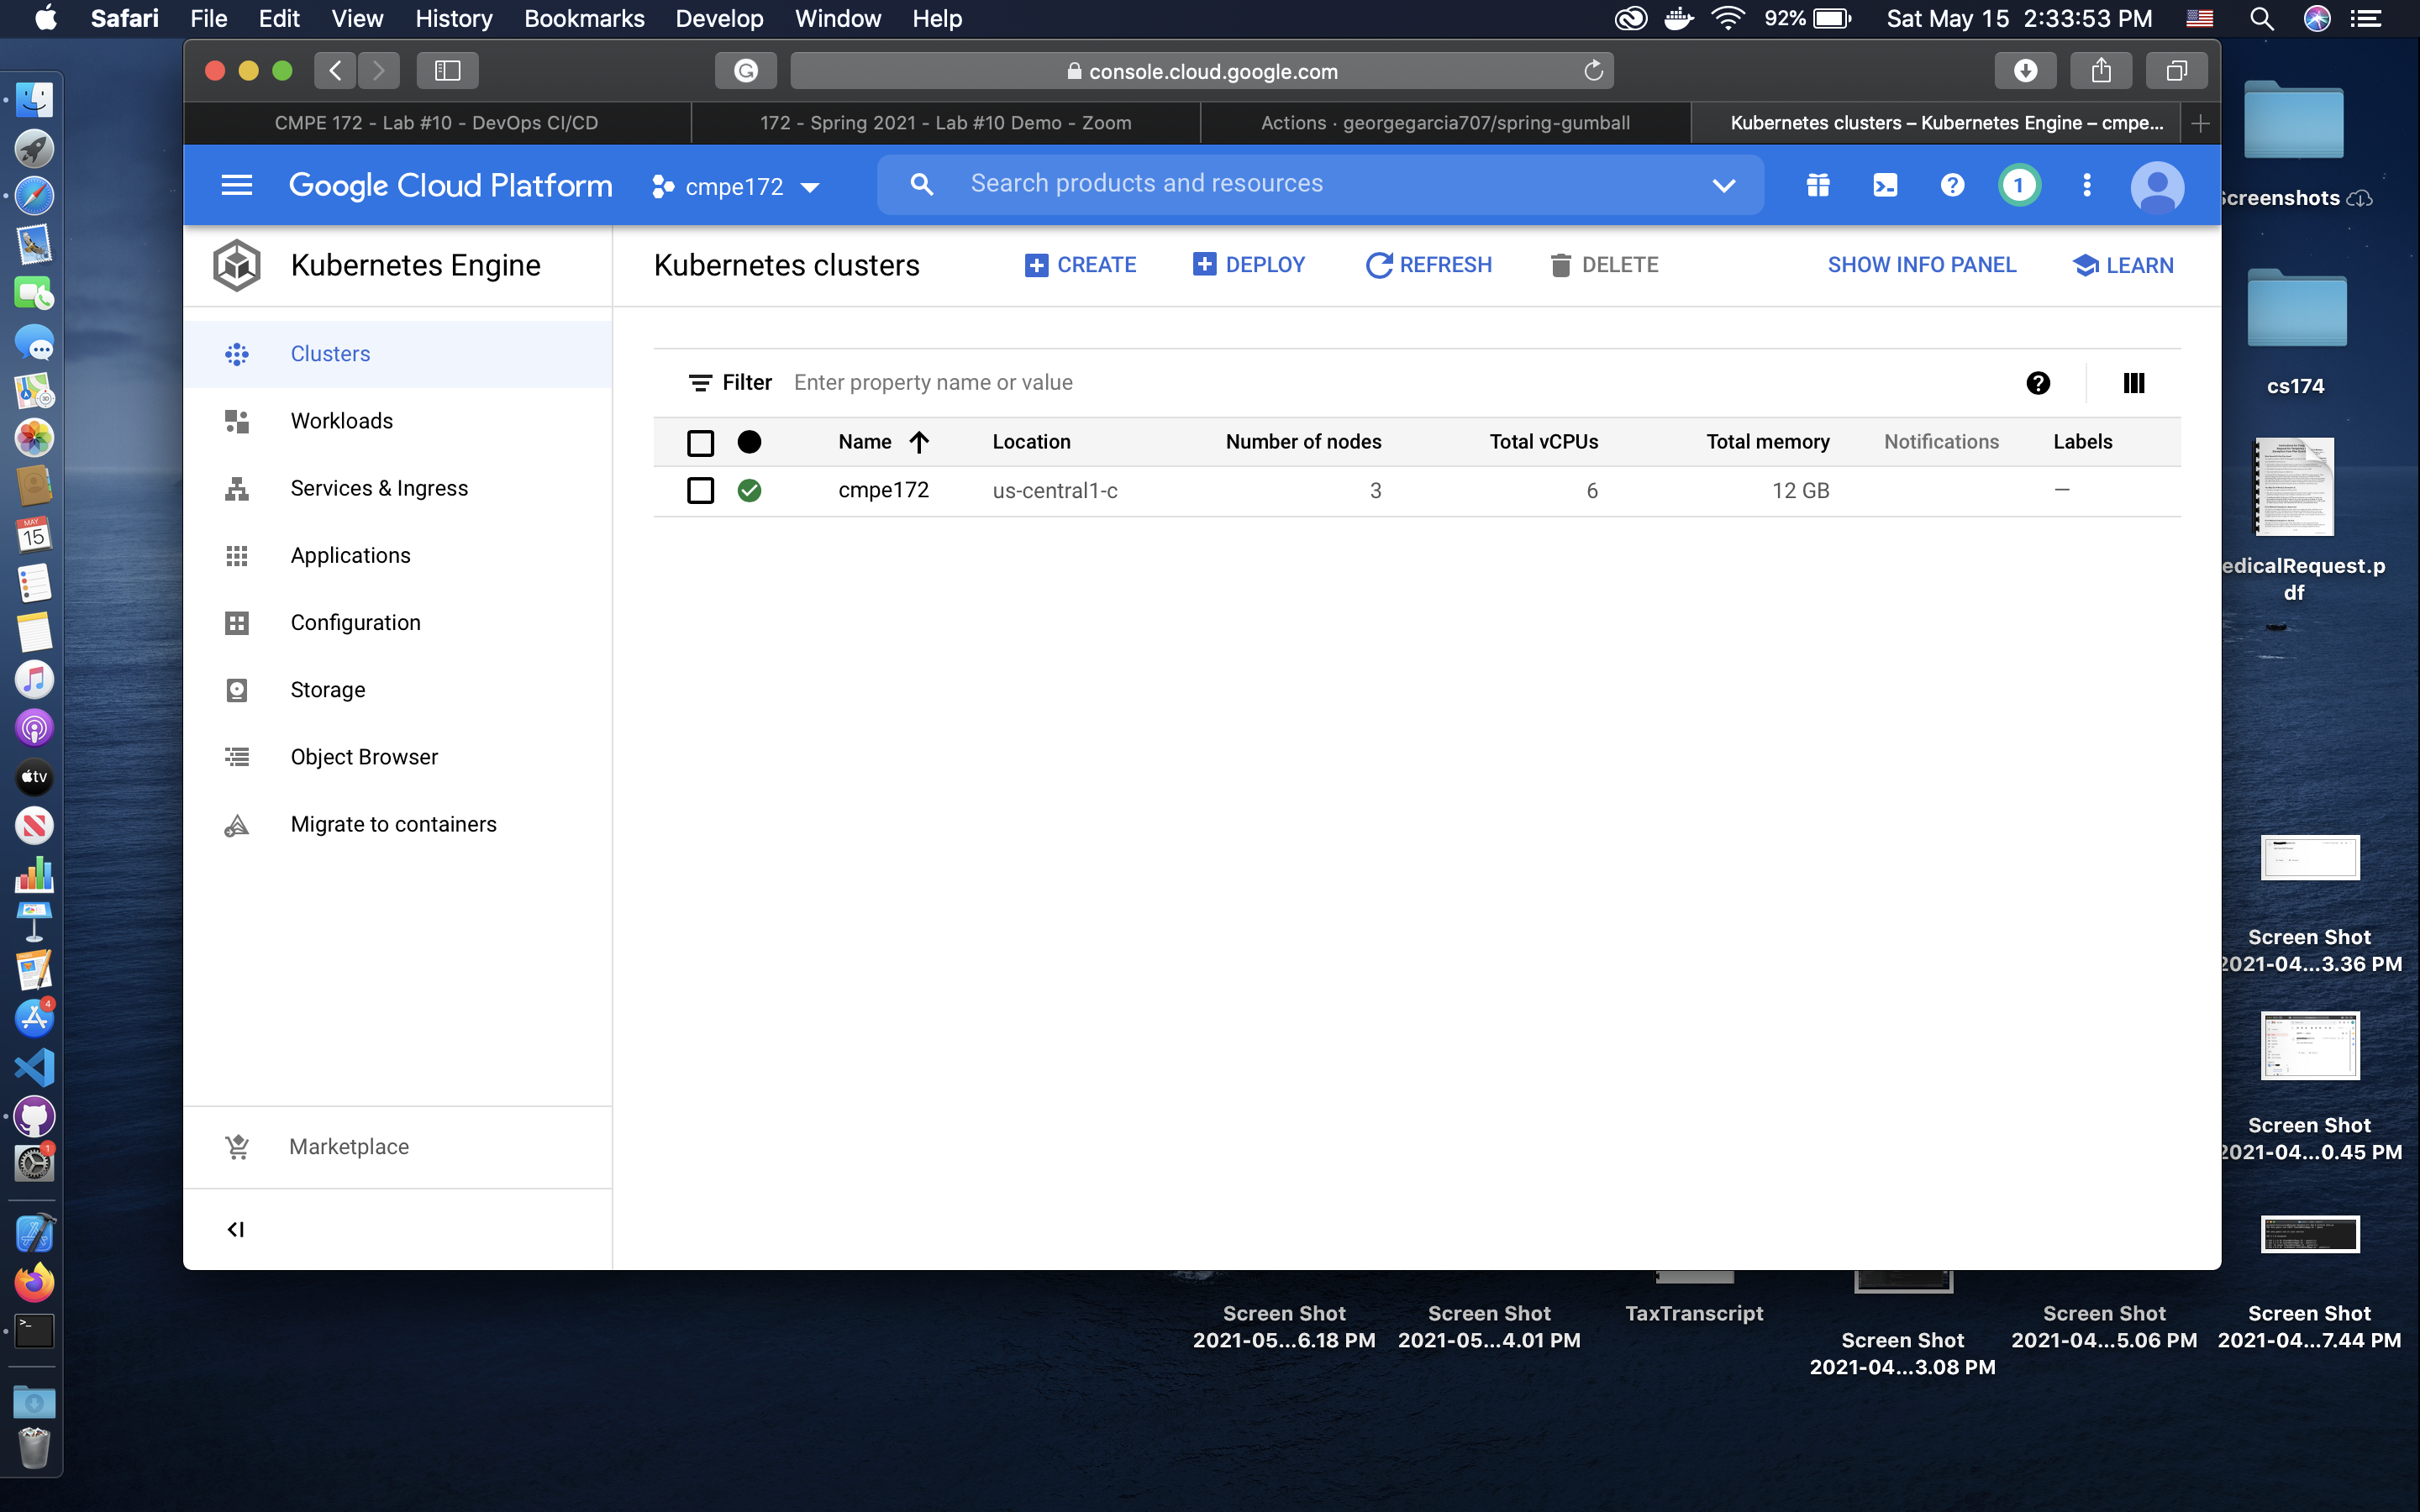 Safari File Edit View History Bookmarks Develop Window Help 92% Sat May 15 2:33:53 PM
console.cloud.google.com
CMPE 172 - Lab #10 - DevOps CI/CD
172 - Spring 2021 - Lab #10 Demo - Zoom
Actions · georgegarcia707/spring-gumball
Kubernetes clusters – Kubernetes Engine – cmpe...
Google Cloud Platform cmpe172 Search products and resources 1
Kubernetes Engine
Kubernetes clusters CREATE DEPLOY REFRESH DELETE SHOW INFO PANEL LEARN
Clusters
Workloads
Services & Ingress
Applications
Configuration
Storage
Object Browser
Migrate to containers
Marketplace
Filter Enter property name or value
Name Location Number of nodes Total vCPUs Total memory Notifications Labels
cmpe172 us-central1-c 3 6 12 GB —
creenshots
cs174
edicalRequest.p
df
Screen Shot
2021-04...3.36 PM
Screen Shot
2021-04...0.45 PM
Screen Shot
2021-05...6.18 PM
Screen Shot
2021-05...4.01 PM
TaxTranscript
Screen Shot
2021-04...3.08 PM
Screen Shot
2021-04...5.06 PM
Screen Shot
2021-04...7.44 PM
MAY
15
tv
4
1